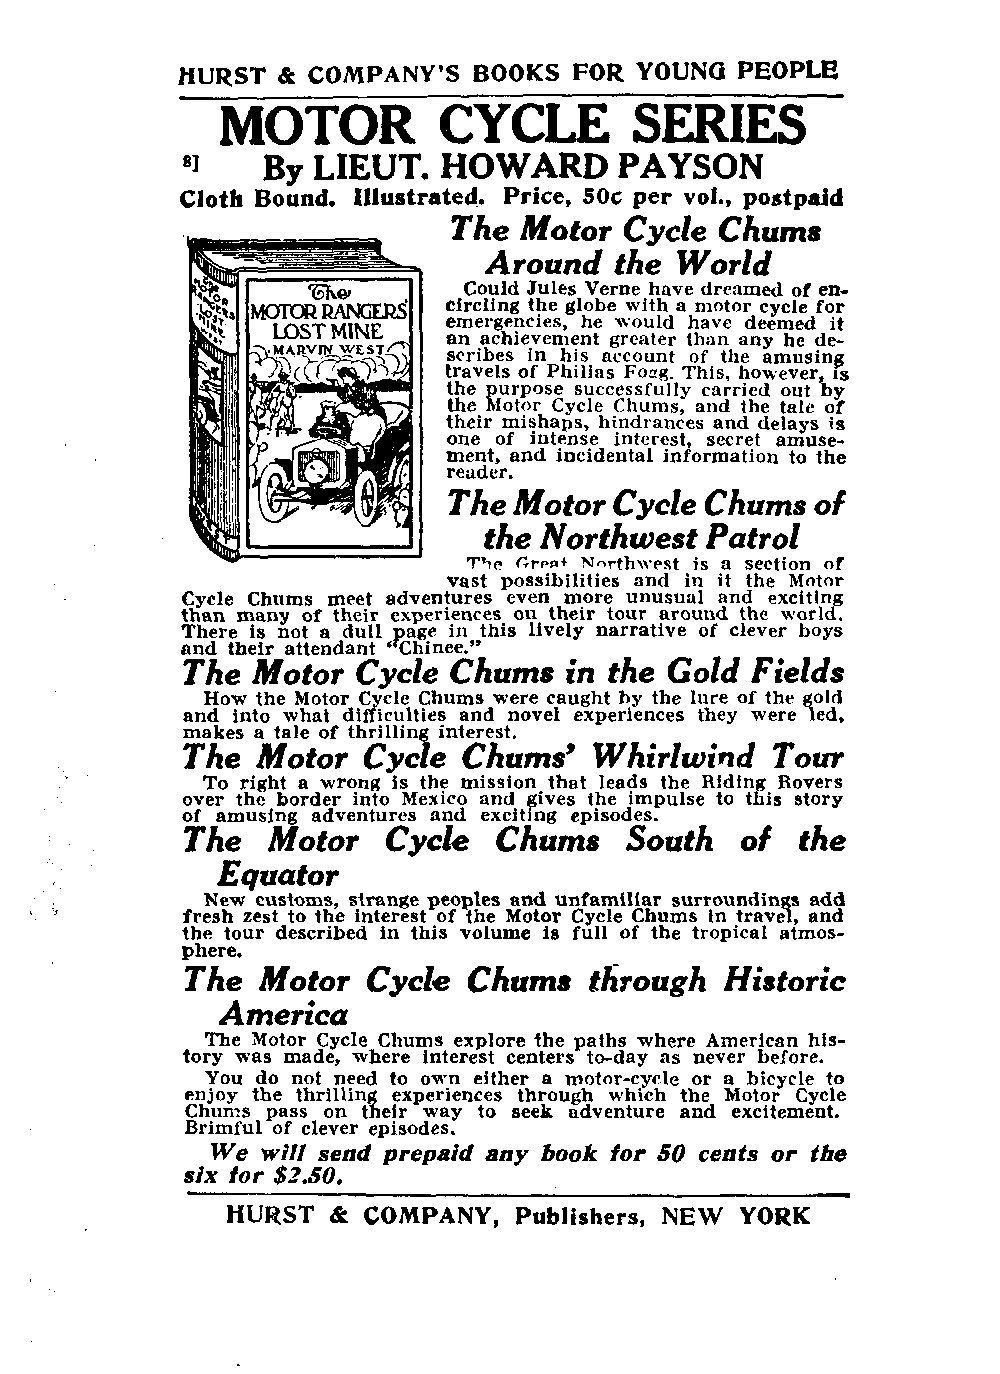 HURST & COMPANY'S BOOKS FOR YOUNG PEOPLE
MOTOR CYCLE SERIES
8] By LIEUT. HOWARD PAYSON
Cloth Bound. Illustrated. Price, 50c per vol., postpaid
The
MOTOR RANGERS'
LOST MINE
MARVIN WEST
THE
MOTOR
RANGERS
LOST
MINE
WEST
HURST
The Motor Cycle Chums
Around the World
Could Jules Verne have dreamed of en-
circling the globe with a motor cycle for
emergencies, he would have deemed it
an achievement greater than any he de-
scribes in his account of the amusing
travels of Philias Fogg. This, however, is
the purpose successfully carried out by
the Motor Cycle Chums, and the tale of
their mishaps, hindrances and delays is
one of intense interest, secret amuse-
ment, and incidental information to the
reader.
The Motor Cycle Chums of
the Northwest Patrol
The Great Northwest is a section of
vast possibilities and in it the Motor
Cycle Chums meet adventures even more unusual and exciting
than many of their experiences on their tour around the world.
There is not a dull page in this lively narrative of clever boys
and their attendant "Chinee."
The Motor Cycle Chums in the Gold Fields
How the Motor Cycle Chums were caught by the lure of the gold
and into what difficulties and novel experiences they were led,
makes a tale of thrilling interest.
The Motor Cycle Chums' Whirlwind Tour
To right a wrong is the mission that leads the Riding Rovers
over the border into Mexico and gives the impulse to this story
of amusing adventures and exciting episodes.
The Motor Cycle Chums South of the
Equator
New customs, strange peoples and unfamiliar surroundings add
fresh zest to the interest of the Motor Cycle Chums in travel, and
the tour described in this volume is full of the tropical atmos-
phere.
The Motor Cycle Chums through Historic
America
The Motor Cycle Chums explore the paths where American his-
tory was made, where interest centers to-day as never before.
You do not need to own either a motor-cycle or a bicycle to
enjoy the thrilling experiences through which the Motor Cycle
Chums pass on their way to seek adventure and excitement.
Brimful of clever episodes.
We will send prepaid any book for 50 cents or the
six for $2.50.
HURST & COMPANY, Publishers, NEW YORK